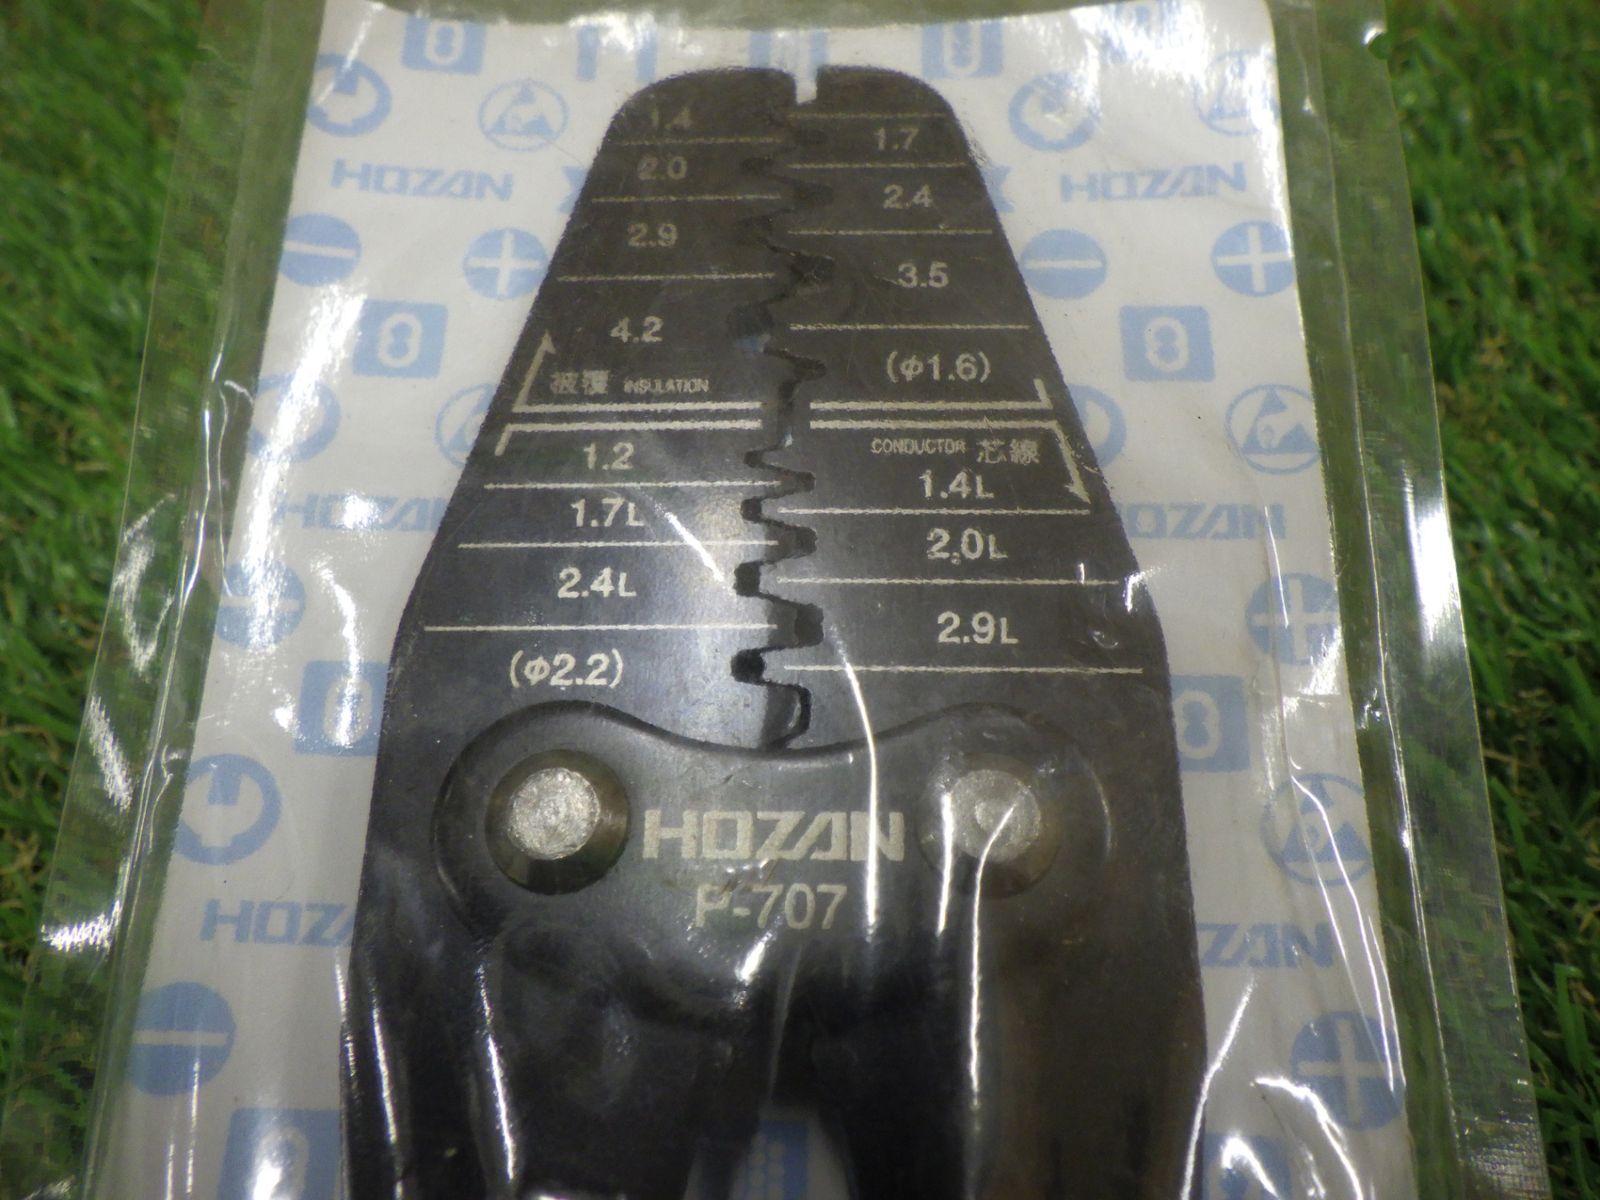 HOZAN
HOZAN
1.4
1.7
2.0
2.4
2.9
3.5
4.2
(φ1.6)
被覆 INSULATION
CONDUCTOR 芯線
1.2
1.4L
1.7L
2.0L
2.4L
2.9L
(φ2.2)
HOZAN
P-707
HOZAN
HOZAN
HOZAN
HOZAN